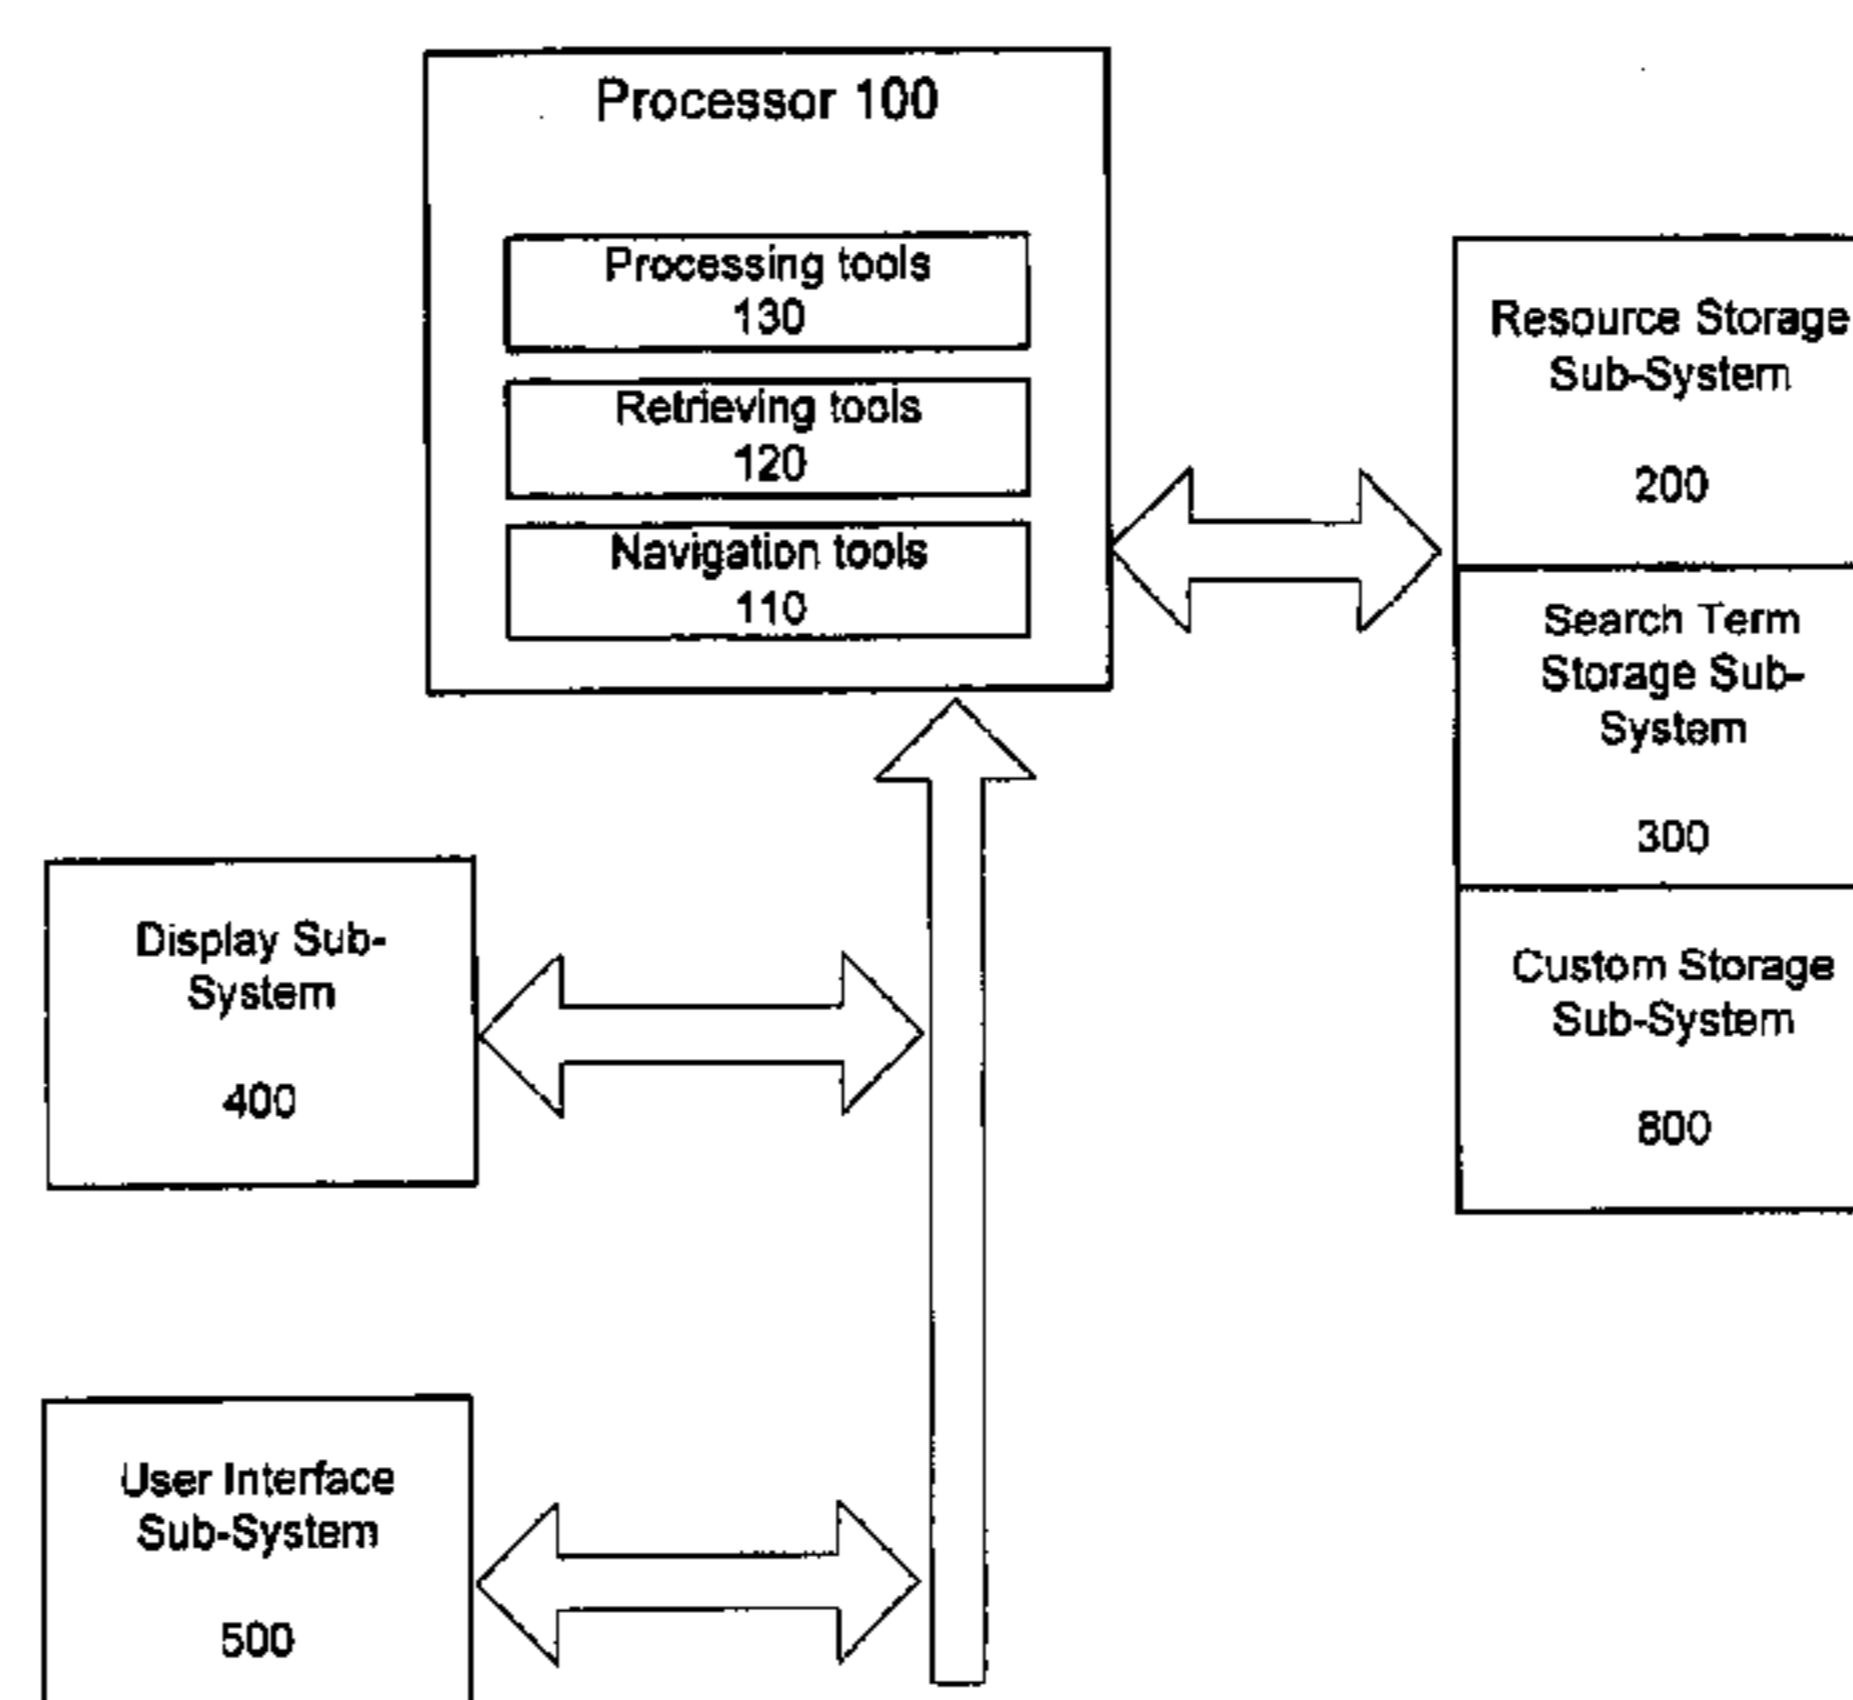 Processor 100
Processing tools
130
Retrieving tools
120
Navigation tools
110
Resource Storage
Sub-System
200
Search Term
Storage Sub-
System
300
Custom Storage
Sub-System
800
Display Sub-
System
400
User Interface
Sub-System
500